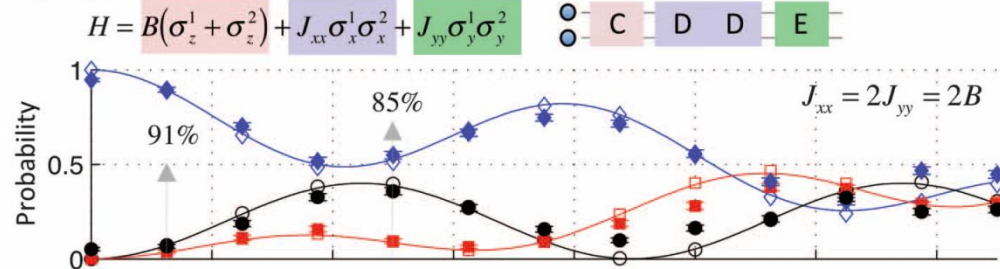 H = B(σ_z^1 + σ_z^2) + J_xx σ_x^1 σ_x^2 + J_yy σ_y^1 σ_y^2
C D D E
1
85%
J_xx = 2J_yy = 2B
91%
0.5
0
Probability